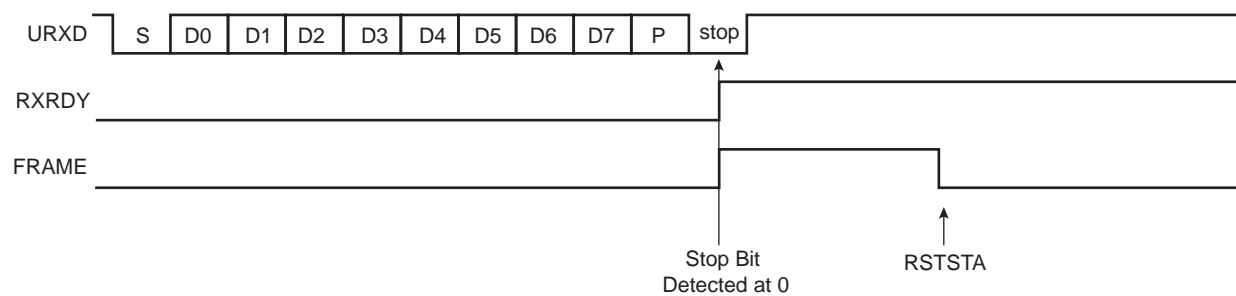 URXD S D0 D1 D2 D3 D4 D5 D6 D7 P stop
RXRDY
FRAME
Stop Bit
Detected at 0
RSTSTA